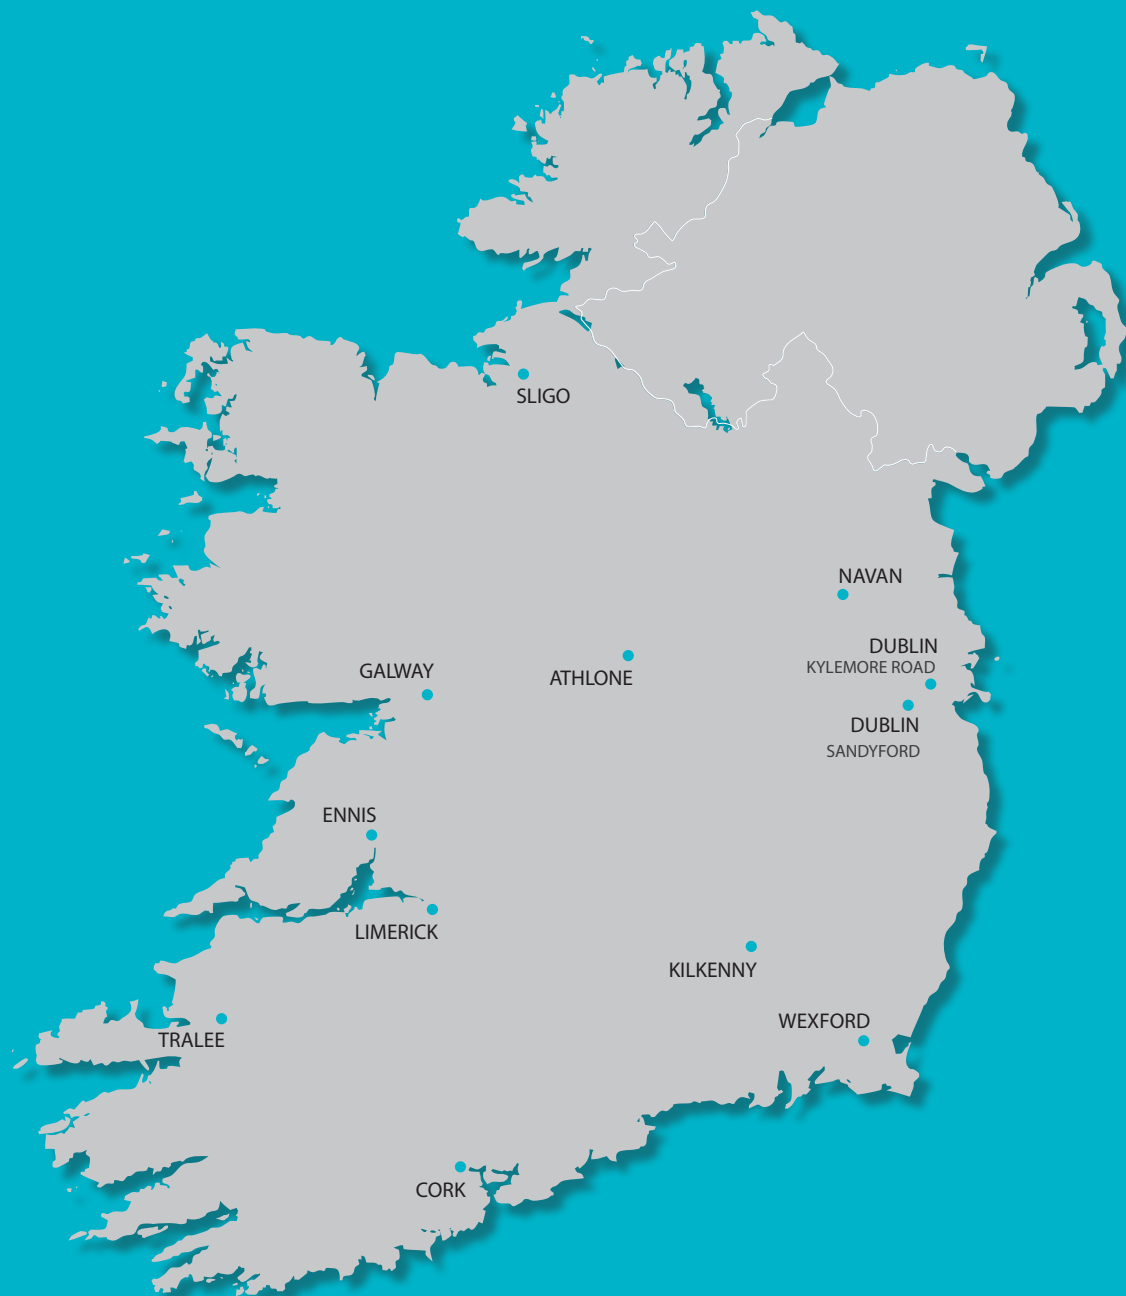 SLIGO
NAVAN
DUBLIN
KYLEMORE ROAD
GALWAY
ATHLONE
DUBLIN
SANDYFORD
ENNIS
LIMERICK
KILKENNY
WEXFORD
TRALEE
CORK